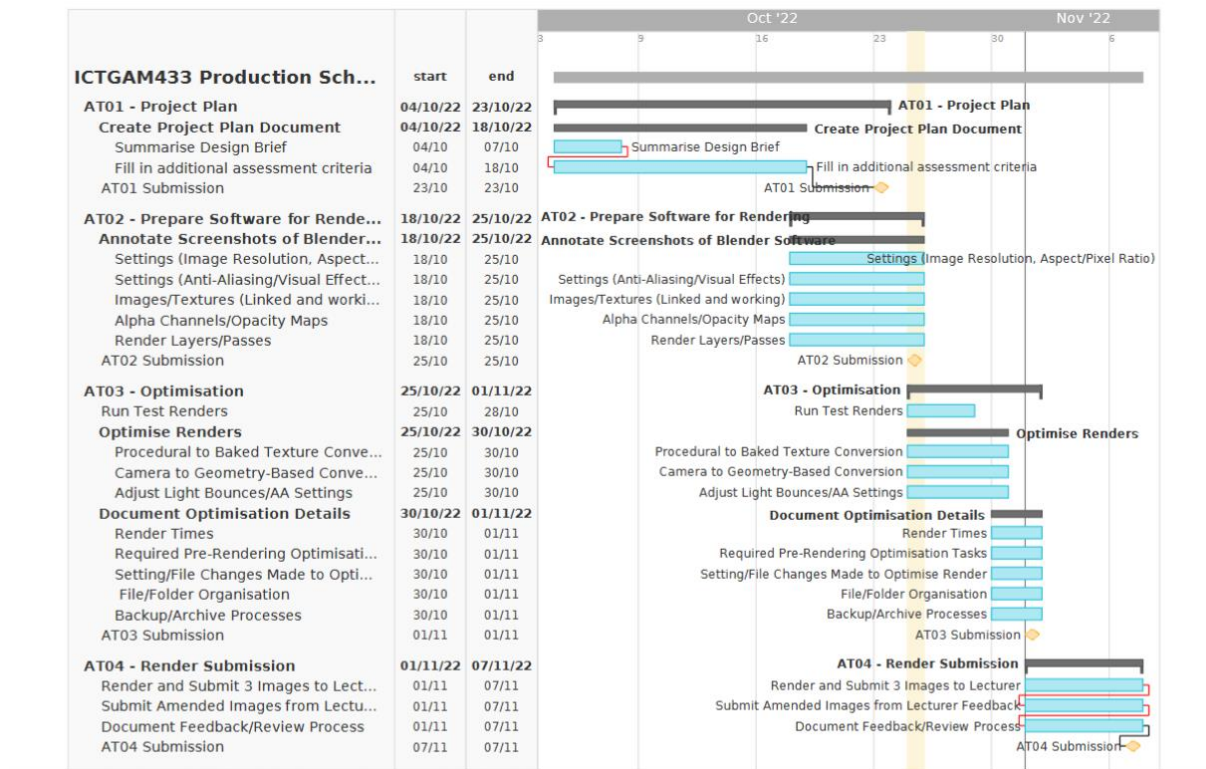 Oct '22 Nov '22
3 9 16 23 30 6
ICTGAM433 Production Sch... start end
AT01 - Project Plan 04/10/22 23/10/22 AT01 - Project Plan
Create Project Plan Document 04/10/22 18/10/22 Create Project Plan Document
Summarise Design Brief 04/10 07/10 Summarise Design Brief
Fill in additional assessment criteria 04/10 18/10 Fill in additional assessment criteria
AT01 Submission 23/10 23/10 AT01 Submission
AT02 - Prepare Software for Rende... 18/10/22 25/10/22 AT02 - Prepare Software for Rendering
Annotate Screenshots of Blender... 18/10/22 25/10/22 Annotate Screenshots of Blender Software
Settings (Image Resolution, Aspect... 18/10 25/10 Settings (Image Resolution, Aspect/Pixel Ratio)
Settings (Anti-Aliasing/Visual Effect... 18/10 25/10 Settings (Anti-Aliasing/Visual Effects)
Images/Textures (Linked and worki... 18/10 25/10 Images/Textures (Linked and working)
Alpha Channels/Opacity Maps 18/10 25/10 Alpha Channels/Opacity Maps
Render Layers/Passes 18/10 25/10 Render Layers/Passes
AT02 Submission 25/10 25/10 AT02 Submission
AT03 - Optimisation 25/10/22 01/11/22 AT03 - Optimisation
Run Test Renders 25/10 28/10 Run Test Renders
Optimise Renders 25/10/22 30/10/22 Optimise Renders
Procedural to Baked Texture Conve... 25/10 30/10 Procedural to Baked Texture Conversion
Camera to Geometry-Based Conve... 25/10 30/10 Camera to Geometry-Based Conversion
Adjust Light Bounces/AA Settings 25/10 30/10 Adjust Light Bounces/AA Settings
Document Optimisation Details 30/10/22 01/11/22 Document Optimisation Details
Render Times 30/10 01/11 Render Times
Required Pre-Rendering Optimisati... 30/10 01/11 Required Pre-Rendering Optimisation Tasks
Setting/File Changes Made to Opti... 30/10 01/11 Setting/File Changes Made to Optimise Render
File/Folder Organisation 30/10 01/11 File/Folder Organisation
Backup/Archive Processes 30/10 01/11 Backup/Archive Processes
AT03 Submission 01/11 01/11 AT03 Submission
AT04 - Render Submission 01/11/22 07/11/22 AT04 - Render Submission
Render and Submit 3 Images to Lect... 01/11 07/11 Render and Submit 3 Images to Lecturer
Submit Amended Images from Lectu... 01/11 07/11 Submit Amended Images from Lecturer Feedback
Document Feedback/Review Process 01/11 07/11 Document Feedback/Review Process
AT04 Submission 07/11 07/11 AT04 Submission